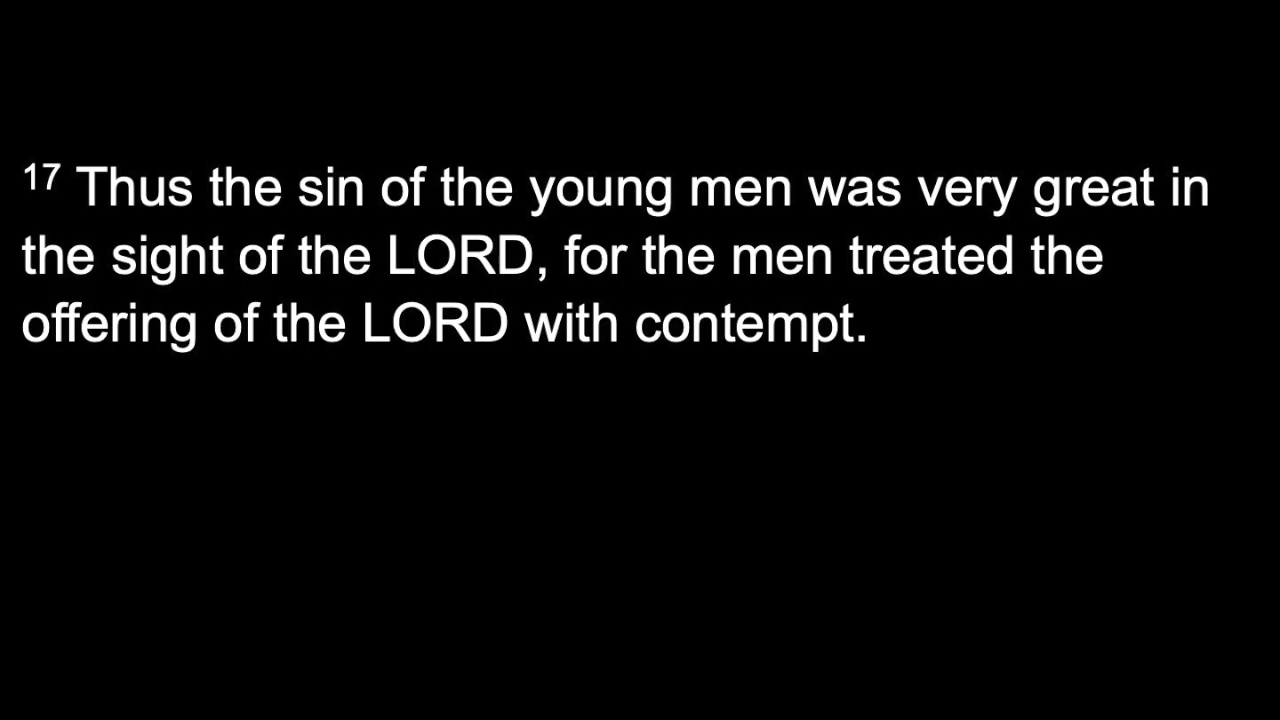 17 Thus the sin of the young men was very great in
the sight of the LORD, for the men treated the
offering of the LORD with contempt.